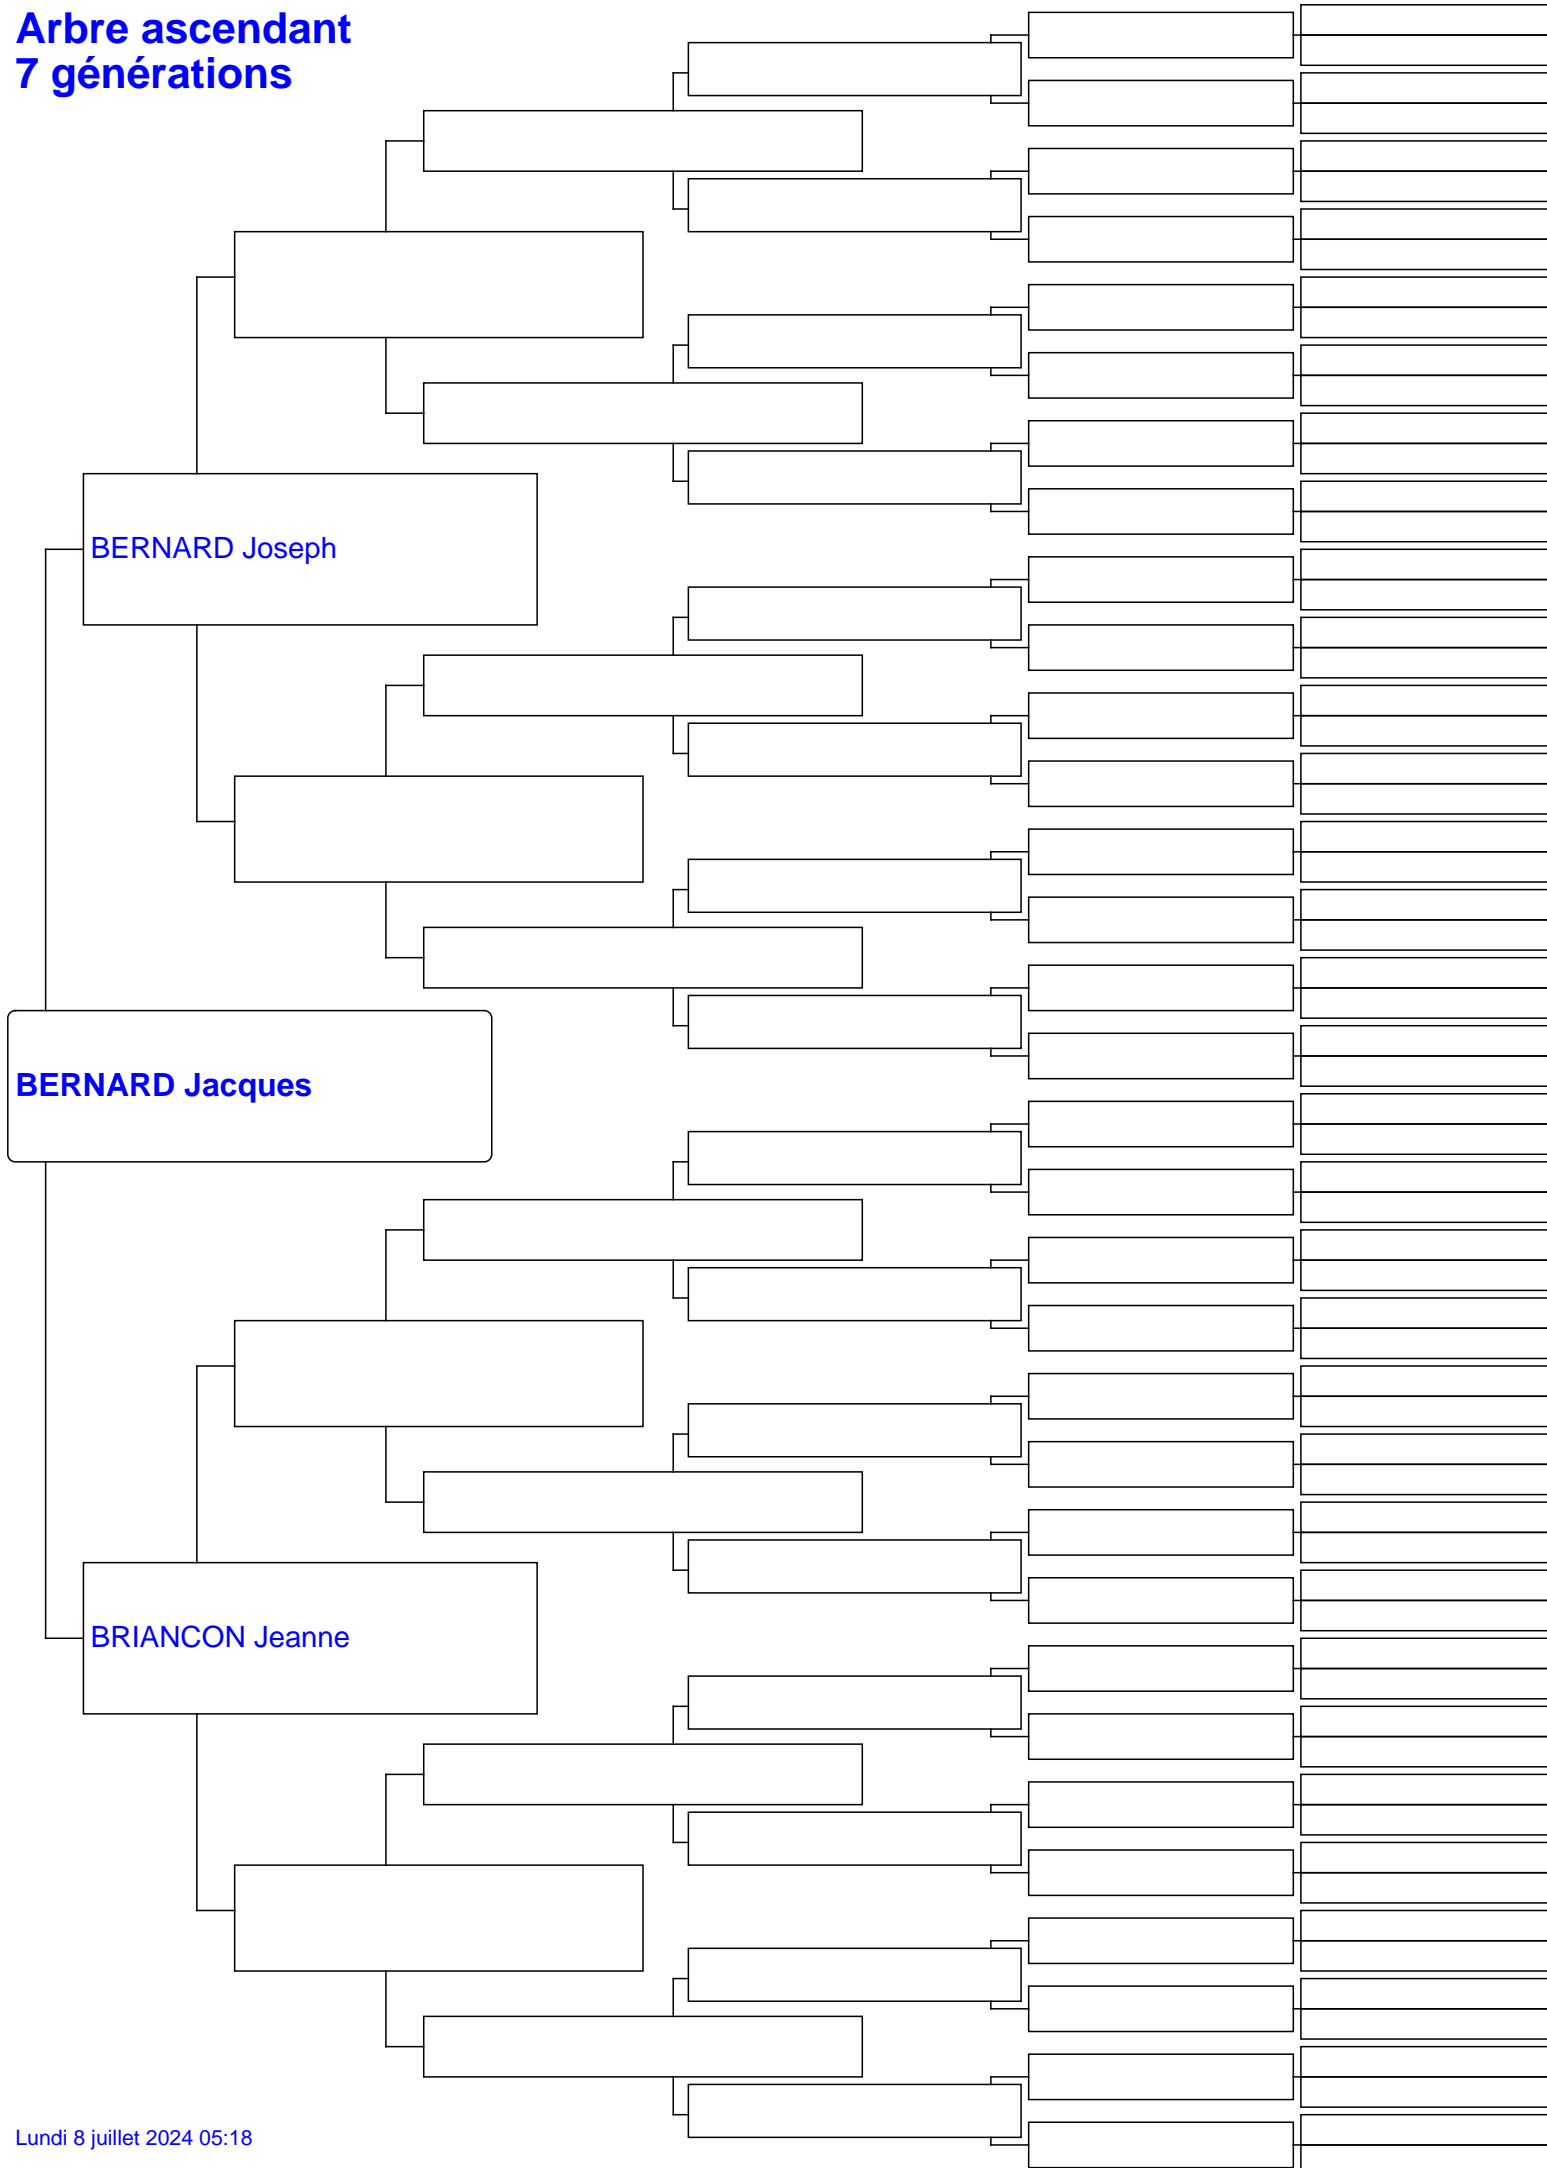 Arbre ascendant
7 générations
BERNARD Joseph
BERNARD Jacques
BRIANCON Jeanne
Lundi 8 juillet 2024 05:18